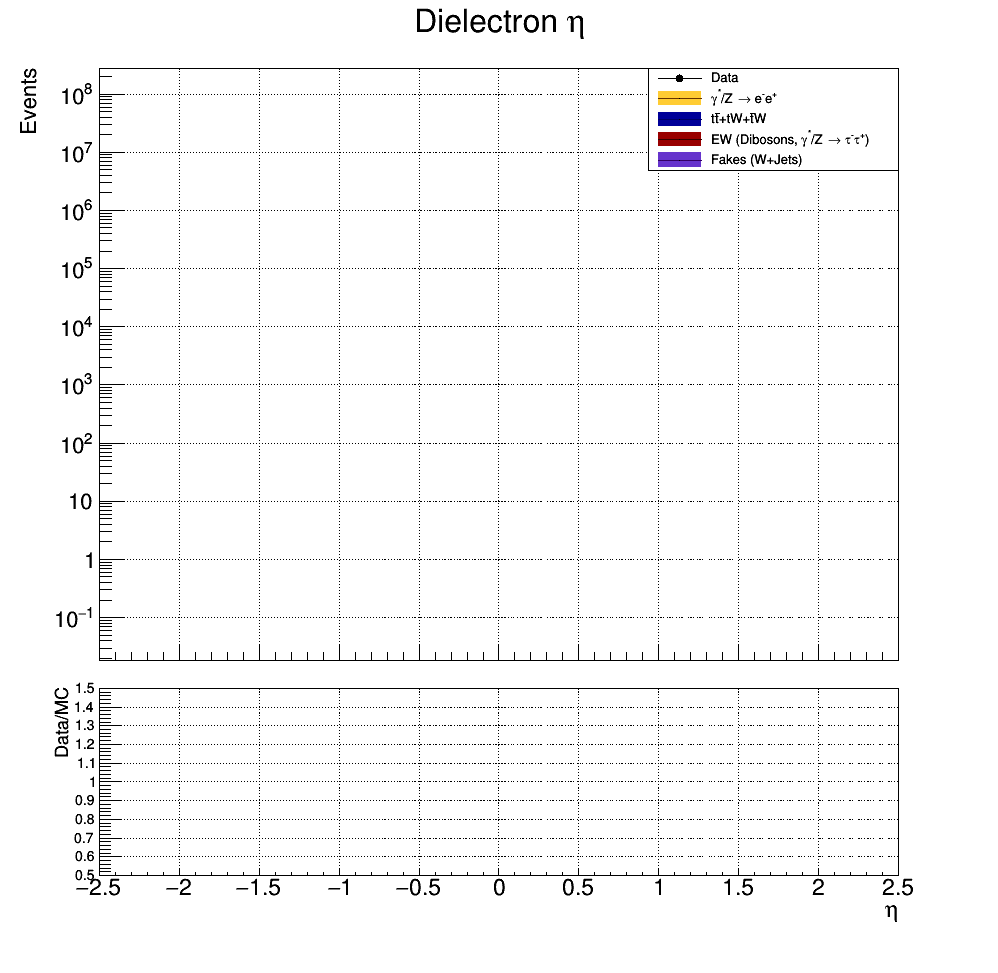 Dielectron η
Events
Data
γ*/Z → e⁻e⁺
tt̄+tW+t̄W
EW (Dibosons, γ*/Z → τ⁻τ⁺)
Fakes (W+Jets)
10⁸
10⁷
10⁶
10⁵
10⁴
10³
10²
10
1
10⁻¹
Data/MC
1.5
1.4
1.3
1.2
1.1
1
0.9
0.8
0.7
0.6
0.5
−2.5 −2 −1.5 −1 −0.5 0 0.5 1 1.5 2 2.5
η